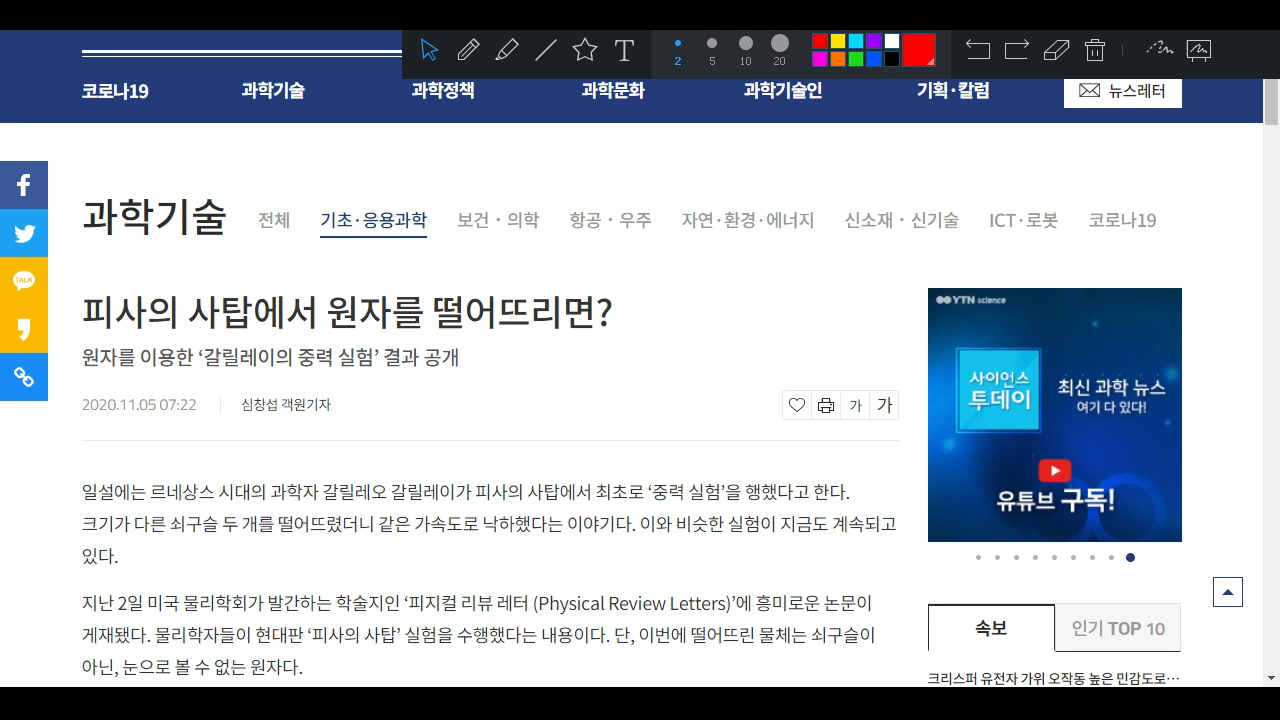 T
2
5
10
20
코로나19
과학기술
과학정책
과학문화
과학기술인
기획·칼럼
뉴스레터
TALK
과학기술
전체
기초·응용과학
보건·의학
항공·우주
자연·환경·에너지
신소재·신기술
ICT·로봇
코로나19
피사의 사탑에서 원자를 떨어뜨리면?
원자를 이용한 ‘갈릴레이의 중력 실험’ 결과 공개
2020.11.05 07:22
심창섭 객원기자
가
가
일설에는 르네상스 시대의 과학자 갈릴레오 갈릴레이가 피사의 사탑에서 최초로 ‘중력 실험’을 행했다고 한다.
크기가 다른 쇠구슬 두 개를 떨어뜨렸더니 같은 가속도로 낙하했다는 이야기다. 이와 비슷한 실험이 지금도 계속되고
있다.
지난 2일 미국 물리학회가 발간하는 학술지인 ‘피지컬 리뷰 레터 (Physical Review Letters)’에 흥미로운 논문이
게재됐다. 물리학자들이 현대판 ‘피사의 사탑’ 실험을 수행했다는 내용이다. 단, 이번에 떨어뜨린 물체는 쇠구슬이
아닌, 눈으로 볼 수 없는 원자다.
YTN science
사이언스
투데이
최신 과학 뉴스
여기 다 있다!
유튜브 구독!
속보
인기 TOP 10
크리스퍼 유전자 가위 오작동 높은 민감도로…